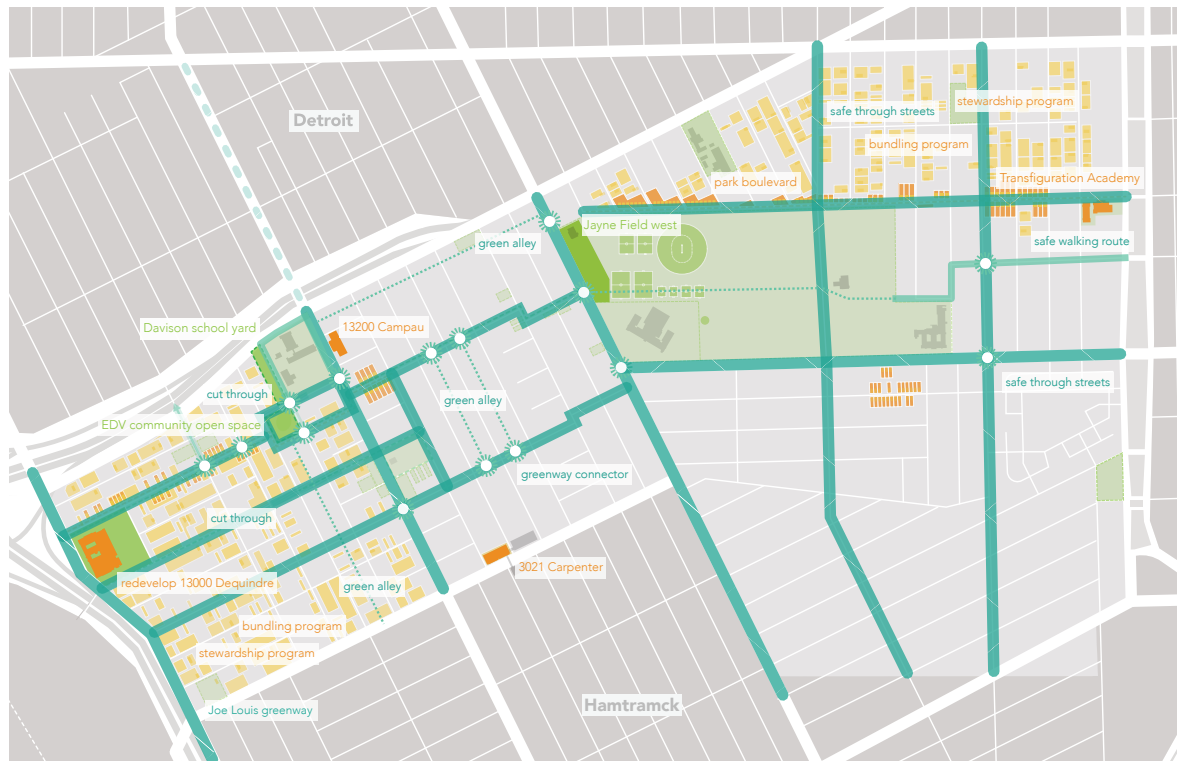 Detroit
stewardship program
safe through streets
bundling program
Transfiguration Academy
park boulevard
Jayne Field west
green alley
safe walking route
Davison school yard
13200 Campau
safe through streets
cut through
green alley
EDV community open space
greenway connector
cut through
3021 Carpenter
redevelop 13000 Dequindre
green alley
bundling program
stewardship program
Joe Louis greenway
Hamtramck